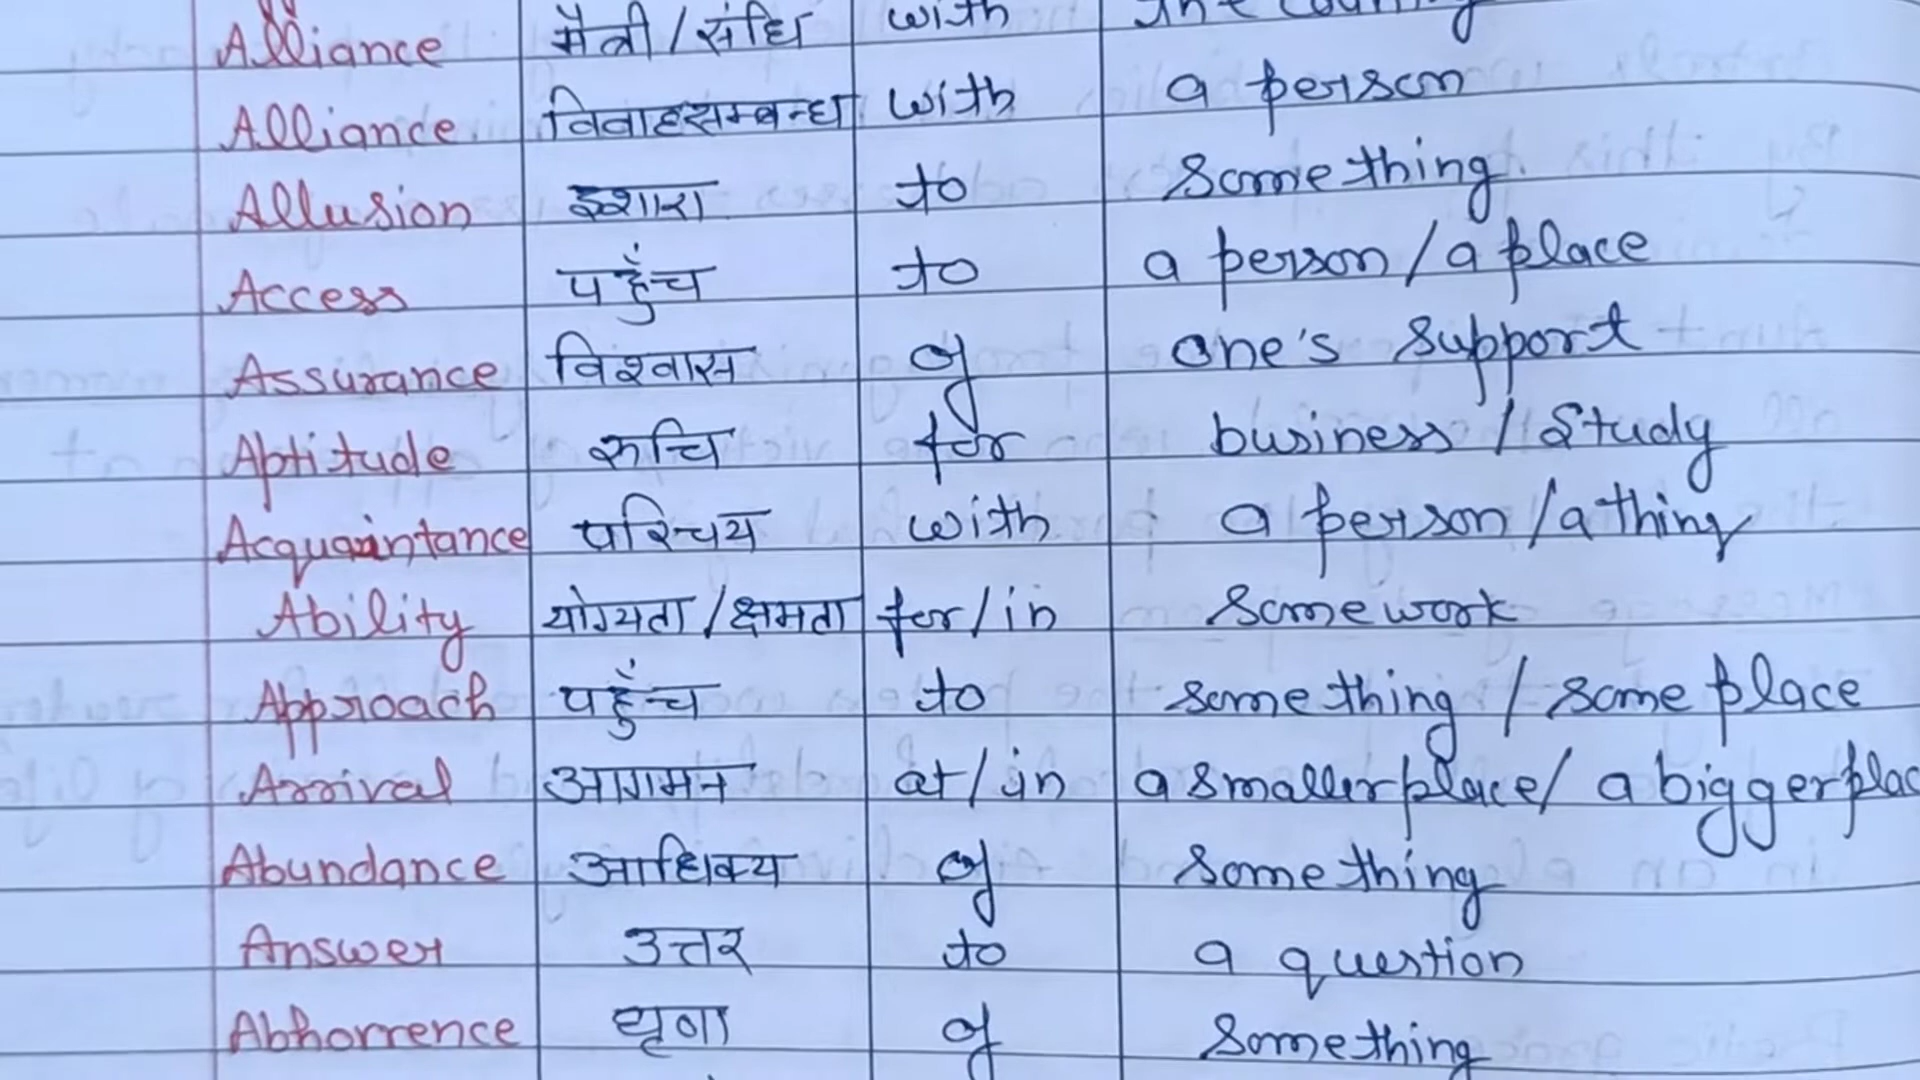 Alliance मैत्री/संधि with the country
Alliance विवाहसम्बन्ध with a person
Allusion इशारा to something
Access पहुँच to a person/a place
Assurance विश्वास of one's support
Aptitude रुचि for business/study
Acquaintance परिचय with a person/a thing
Ability योग्यता/क्षमता for/in some work
Approach पहुँच to something/some place
Arrival आगमन at/in a smaller place/ a bigger plac
Abundance आधिक्य of something
Answer उत्तर to a question
Abhorrence घृणा of something